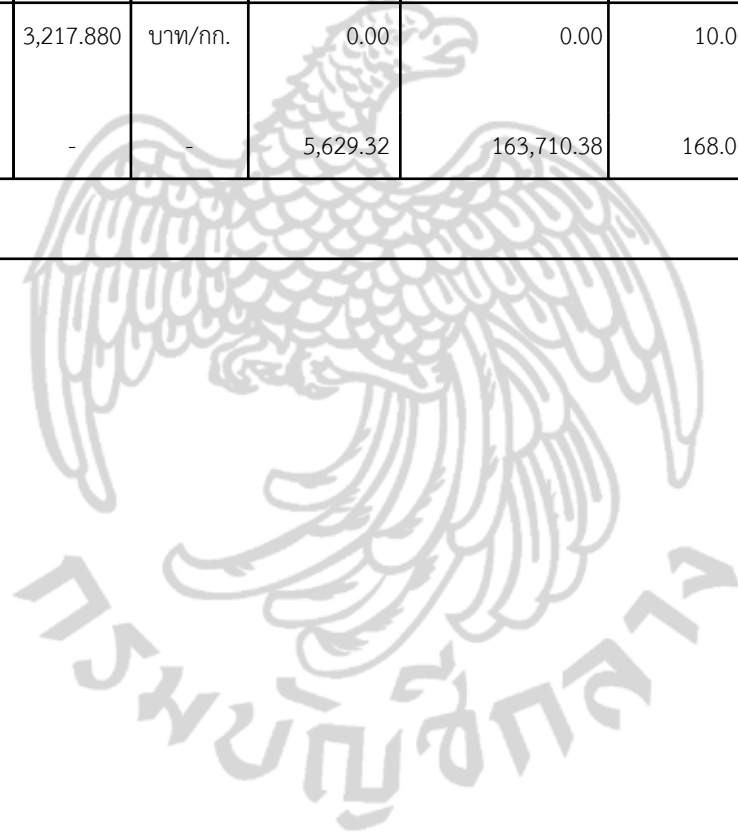 3,217.880 บาท/กก. 0.00 0.00 10.0
- - 5,629.32 163,710.38 168.0
กรมบัญชีกลาง